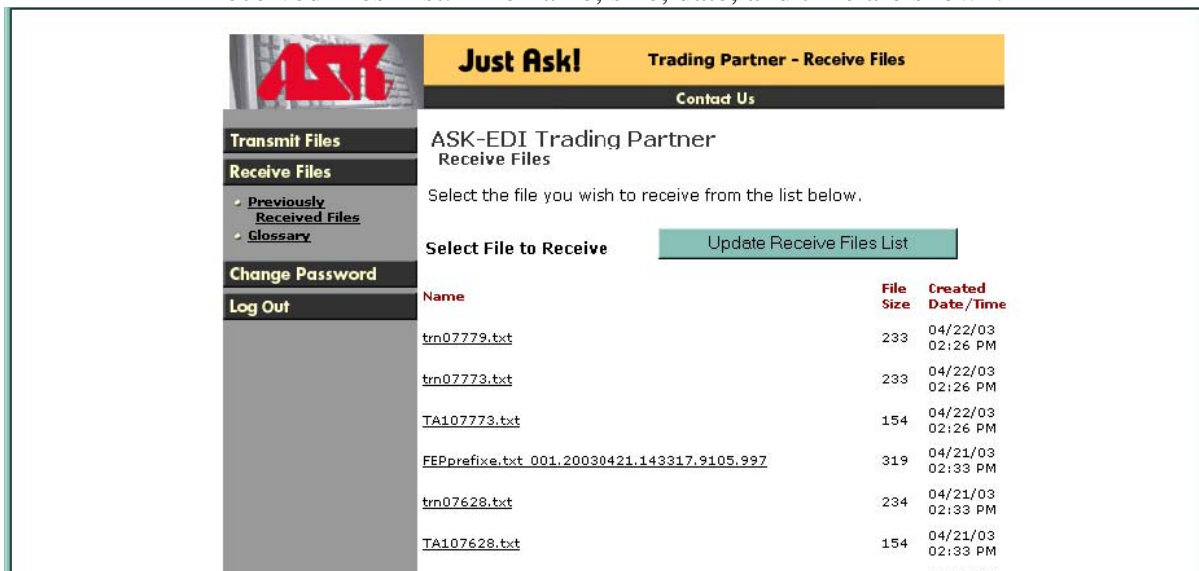 ASK
Just Ask!
Trading Partner - Receive Files
Contact Us
Transmit Files
Receive Files
Previously
Received Files
Glossary
Change Password
Log Out
ASK-EDI Trading Partner
Receive Files
Select the file you wish to receive from the list below.
Select File to Receive
Update Receive Files List
Name File Size Created Date/Time
trn07779.txt 233 04/22/03 02:26 PM
trn07773.txt 233 04/22/03 02:26 PM
TA107773.txt 154 04/22/03 02:26 PM
FEPprefixe.txt_001.20030421.143317.9105.997 319 04/21/03 02:33 PM
trn07628.txt 234 04/21/03 02:33 PM
TA107628.txt 154 04/21/03 02:33 PM